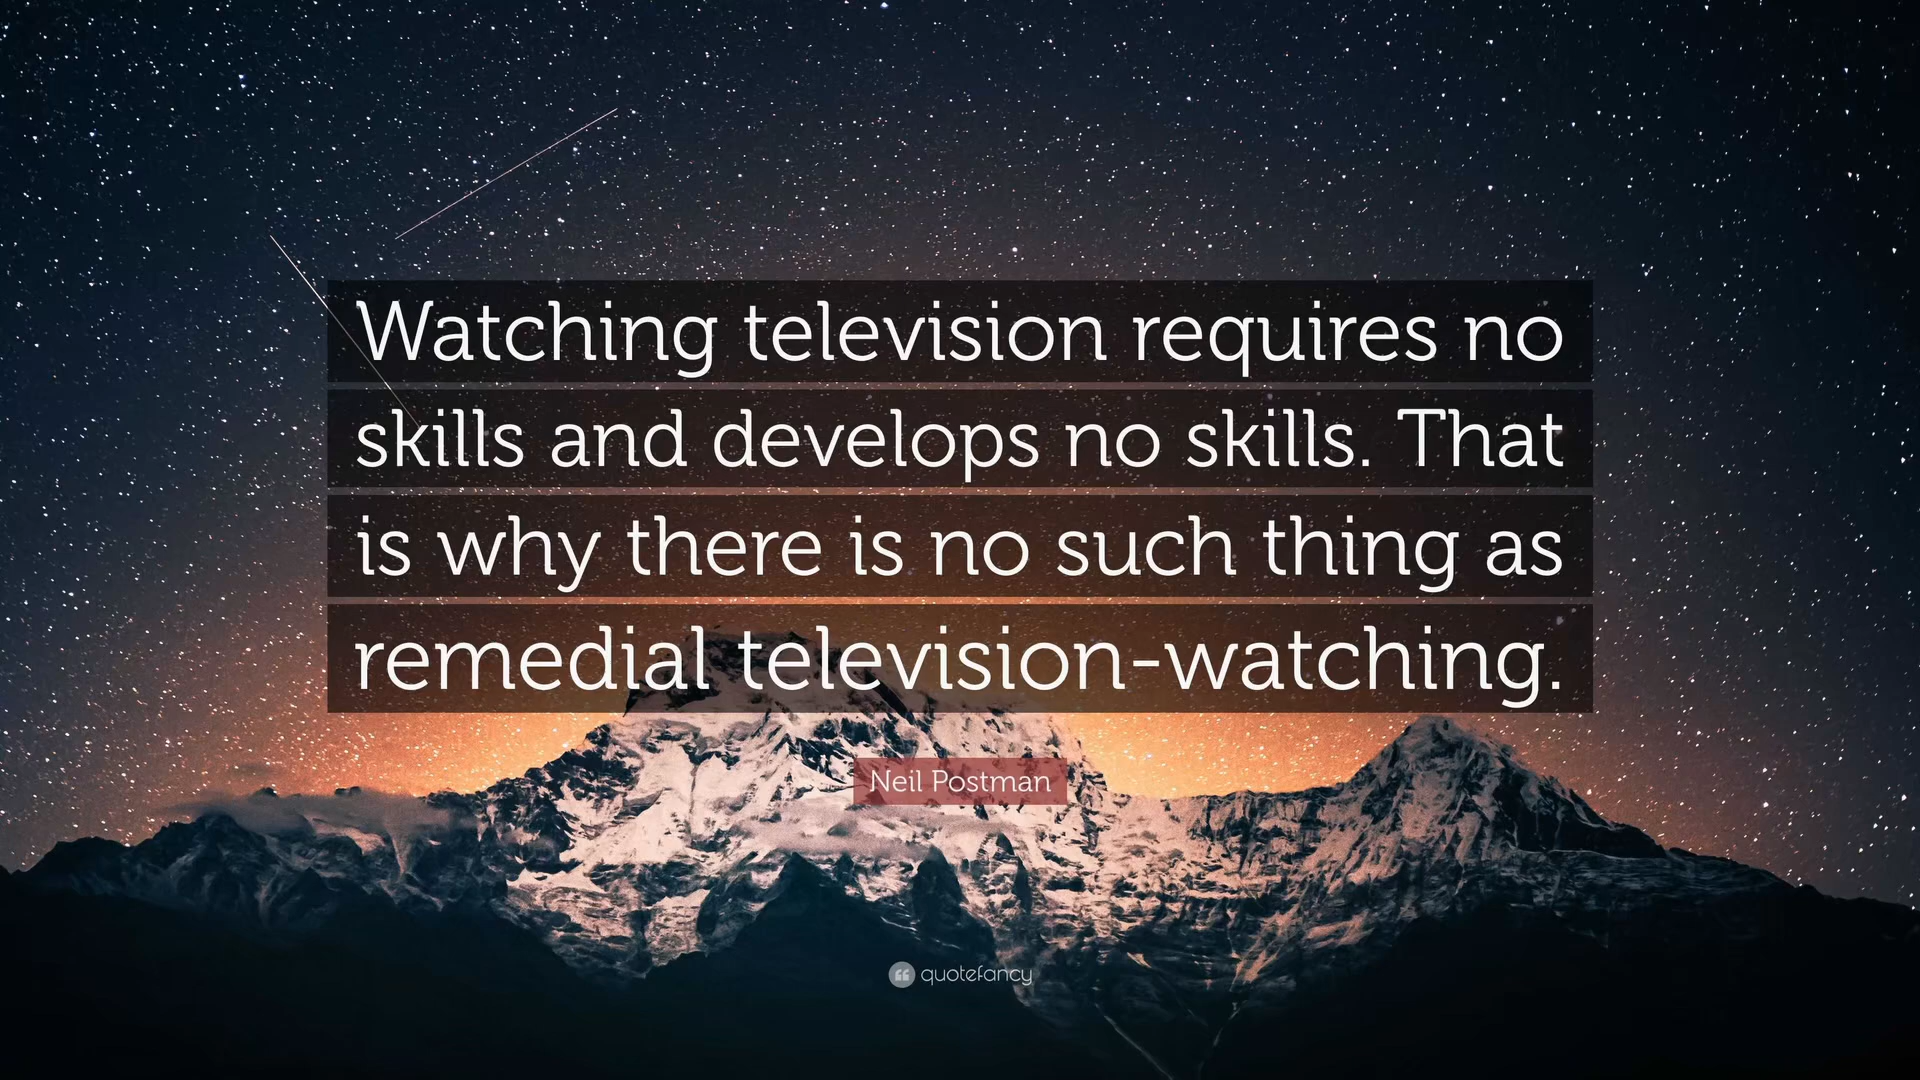 Watching television requires no
skills and develops no skills. That
is why there is no such thing as
remedial television-watching.
Neil Postman
quotefancy